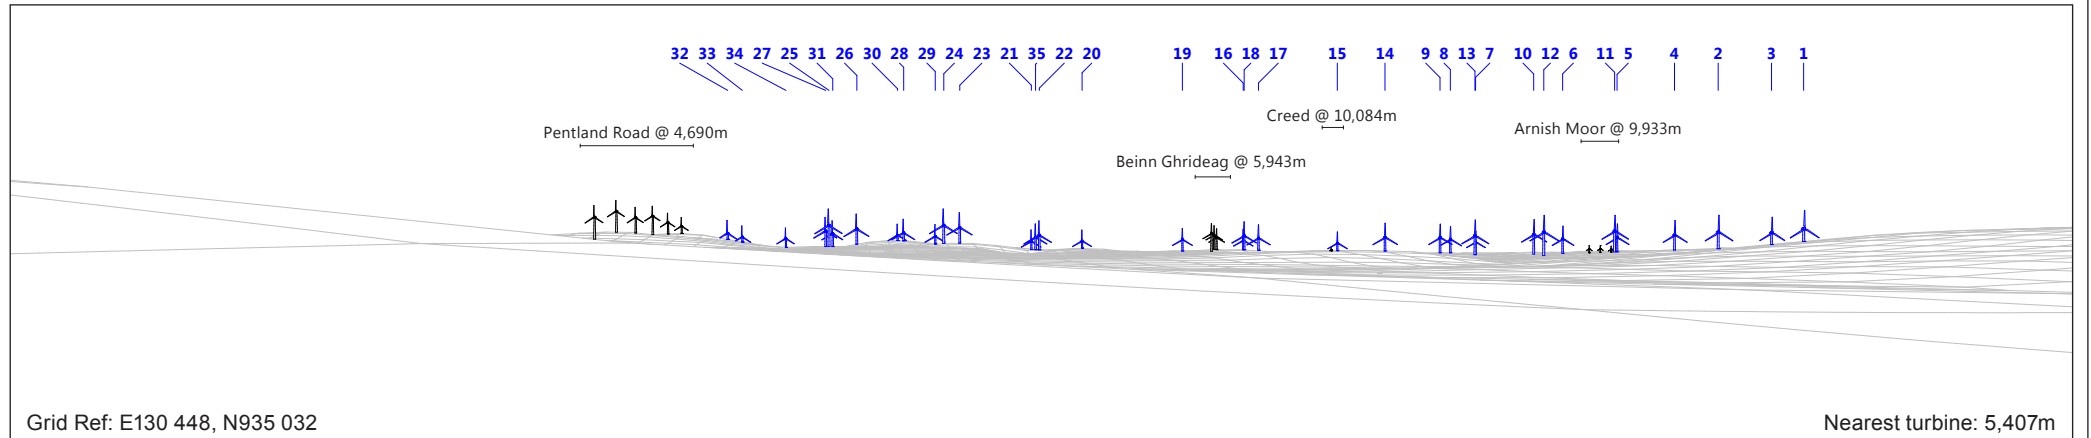 32 33 34 27 25 31 26 30 28 29 24 23 21 35 22 20 19 16 18 17 15 14 9 8 13 7 10 12 6 11 5 4 2 3 1
Creed @ 10,084m
Pentland Road @ 4,690m
Arnish Moor @ 9,933m
Beinn Ghrideag @ 5,943m
Grid Ref: E130 448, N935 032
Nearest turbine: 5,407m